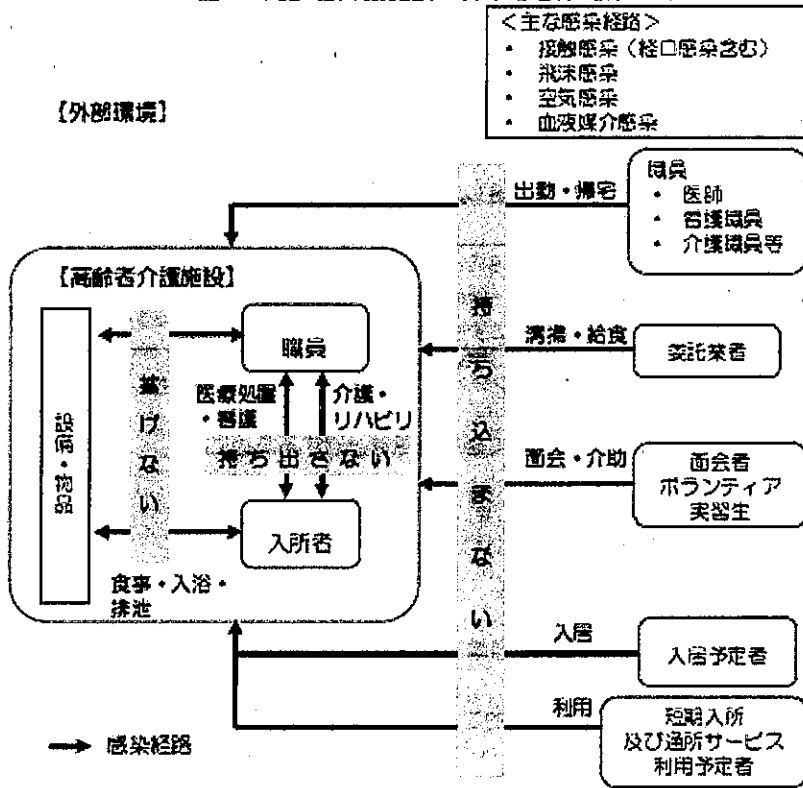 <主な感染経路>
・ 接触感染（経口感染含む）
・ 飛沫感染
・ 空気感染
・ 血液媒介感染
【外部環境】
職員
・ 医師
・ 看護職員
・ 介護職員等
出勤・帰宅
【高齢者介護施設】
職員
設備・物品
拡げない
医療処置
・看護
介護・
リハビリ
持ち出さない
入所者
食事・入浴・
排泄
持ち込まない
清掃・給食
委託業者
面会・介助
面会者
ボランティア
実習生
入居
入居予定者
利用
短期入所
及び通所サービス
利用予定者
感染経路